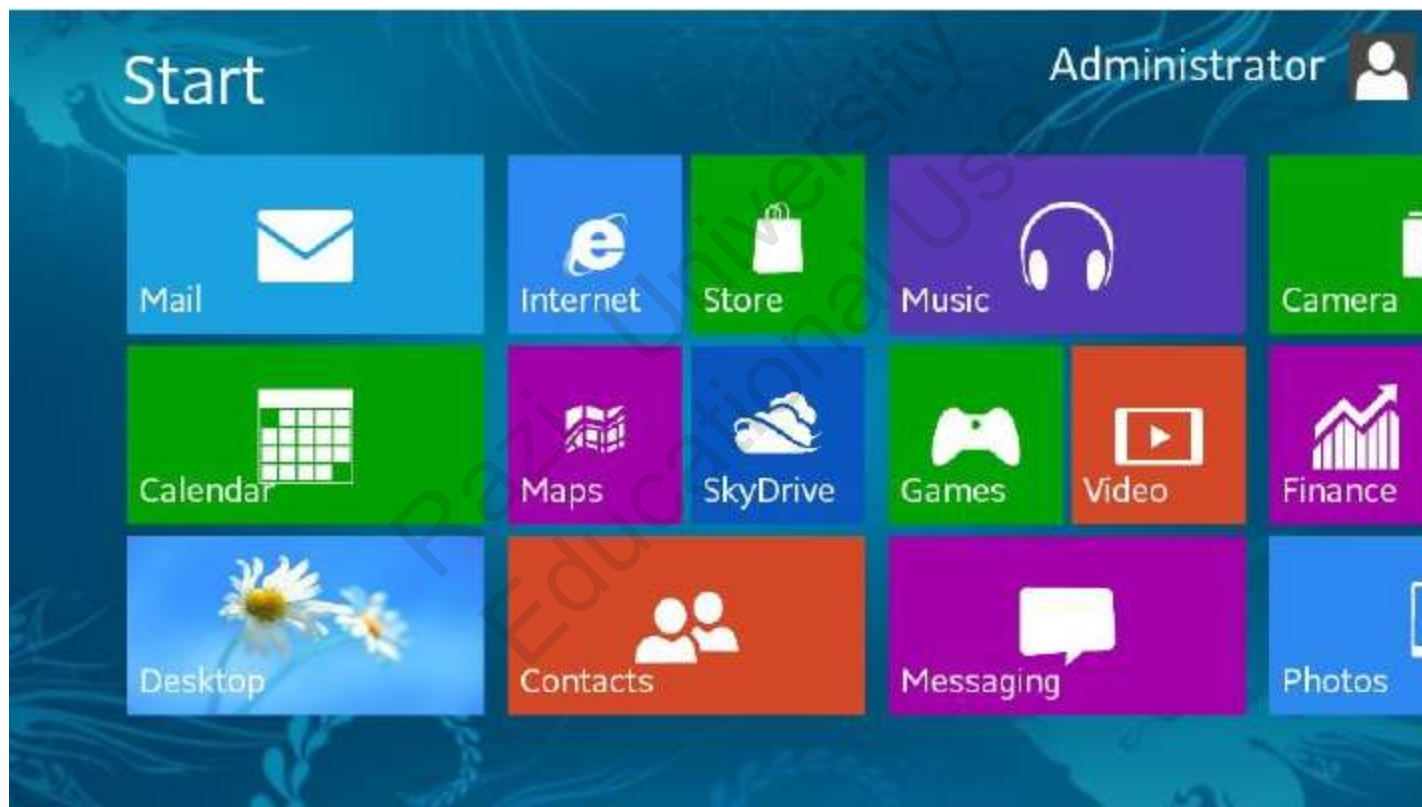 Start
Administrator
Mail
Internet
Store
Music
Camera
Calendar
Maps
SkyDrive
Games
Video
Finance
Desktop
Contacts
Messaging
Photos
Razi University
Educational Use